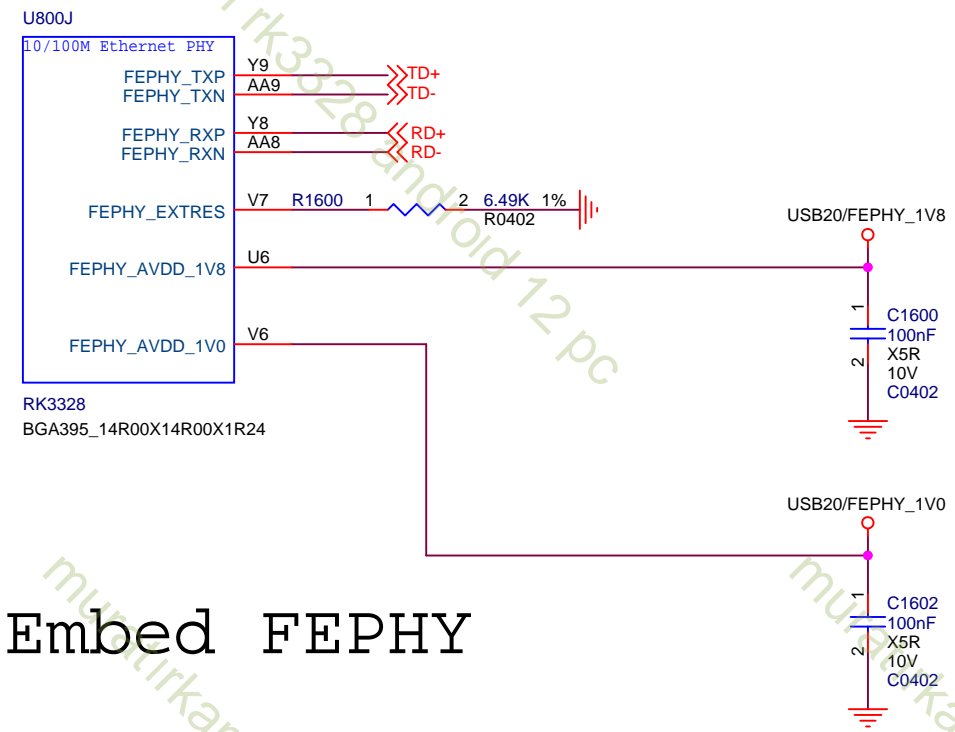 U800J
10/100M Ethernet PHY
FEPHY_TXP Y9 TD+
FEPHY_TXN AA9 TD-
FEPHY_RXP Y8 RD+
FEPHY_RXN AA8 RD-
FEPHY_EXTRES V7 R1600 1 2 6.49K 1%
R0402
USB20/FEPHY_1V8
FEPHY_AVDD_1V8 U6
1
C1600
100nF
X5R
2
10V
C0402
FEPHY_AVDD_1V0 V6
RK3328
BGA395_14R00X14R00X1R24
USB20/FEPHY_1V0
1
C1602
100nF
X5R
2
10V
C0402
Embed FEPHY
rk3328 android 12 pc
muratirkan
muratirka